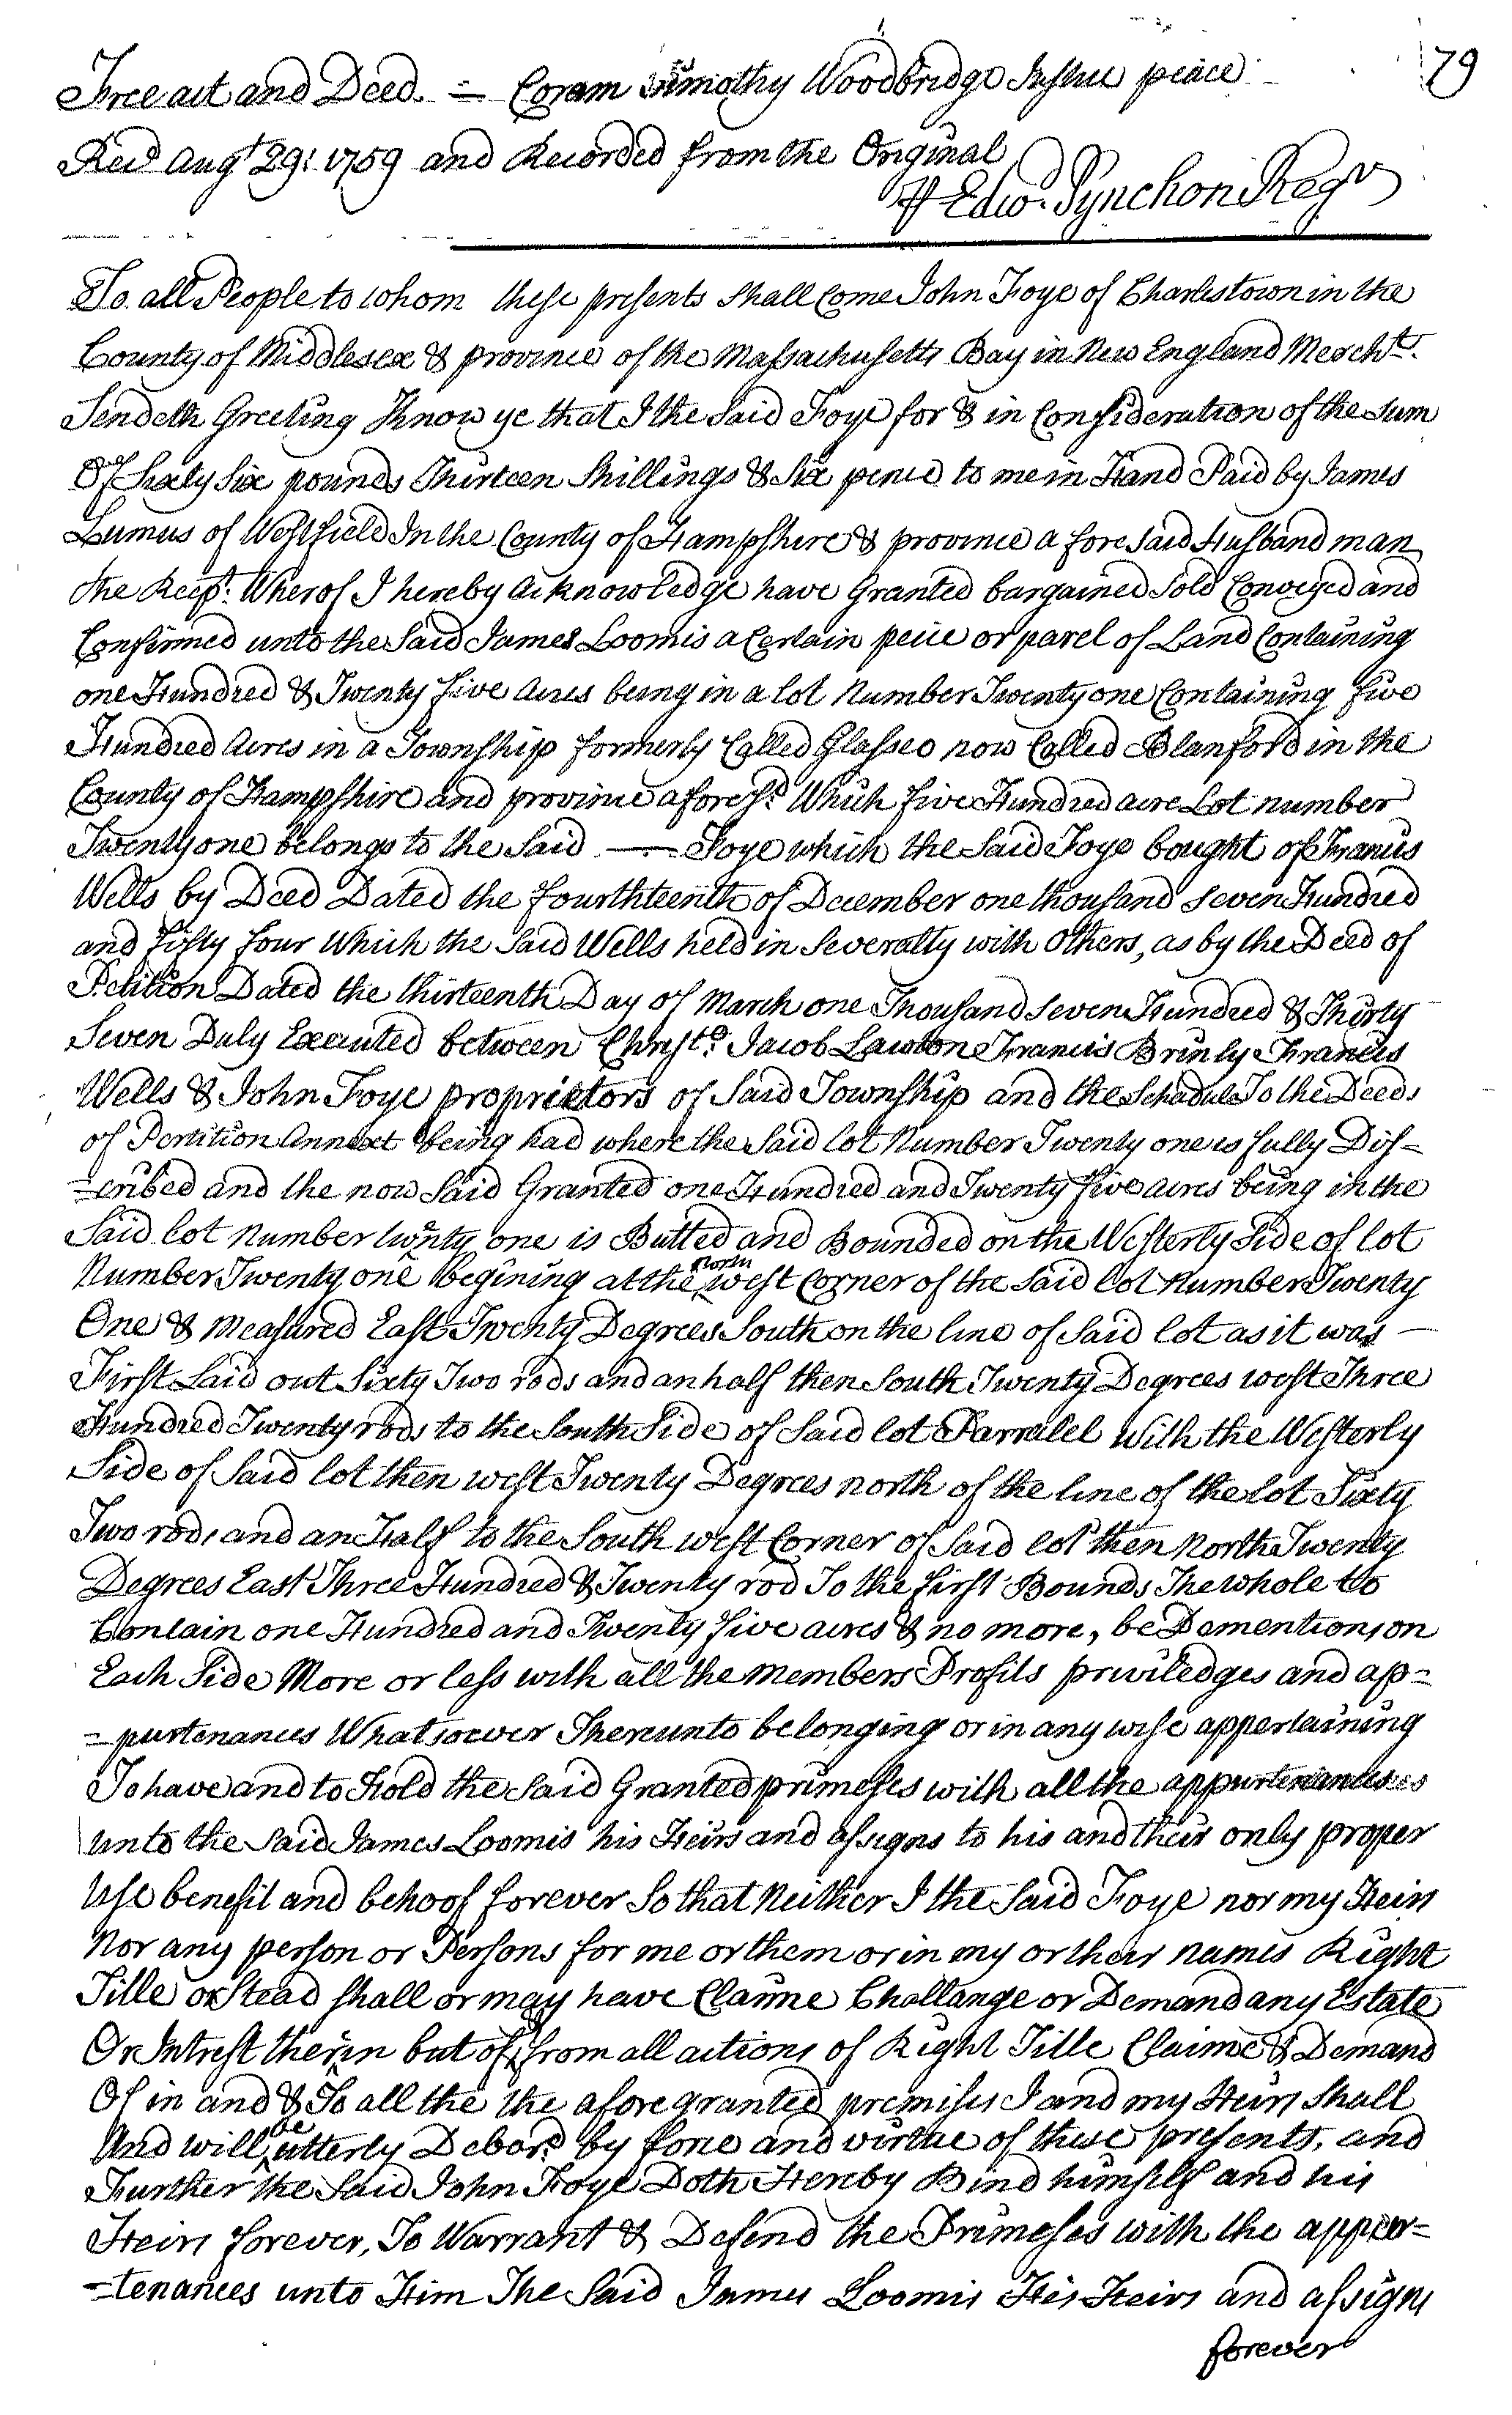 79
Free act and Deed. = Coram Timothy Woodbridge Justice peace
Recd Augt 29: 1759 and Recorded from the Original
Edwd. Pynchon Regr
To all People to whom these presents Shall Come John Foye of Charlestown in the
County of Middlesex & province of the Massachusetts Bay in New England Mercht.
Sendeth Greeting Know ye that I the Said Foye for & in Consideration of the Sum
Of Sixty Six pounds Thirteen Shillings & Six pence to me in Hand Paid by James
Lumus of Westfield In the County of Hampshire & province a fore Said Husband man
the Recpt. Wherof I hereby Acknowledge have Granted bargained Sold Conveyed and
Confirmed unto the Said James Loomis a Certain peice or parcel of Land Containing
one Hundred & Twenty five Acres being in a lot Number Twenty one Containing five
Hundred Acres in a Township formerly Called Glasseo now Called Blanford in the
County of Hampshire and province aforesd. Which five Hundred acre Lot number
Twenty one belongs to the Said —— Foye which the Said Foye bought of Francis
Wells by Deed Dated the fourthteenth of December one thousand Seven Hundred
and fifty four Which the Said Wells held in Severalty with Others, as by the Deed of
Petition Dated the thirteenth Day of March one Thousand Seven Hundred & Thirty
Seven Duly Executed between Christo. Jacob Lawton Francis Brinly Francis
Wells & John Foye proprietors of Said Township and the Schadule To the Deeds
of Pertition Annext being had where the Said lot Number Twenty one is fully Dis=
=cribed and the now Said Granted one Hundred and Twenty five acres being in the
Said lot Number twenty one is Butted and Bounded on the Westerly Side of lot
Number Twenty one begining at the north west Corner of the Said lot Number Twenty
One & Measured East Twenty Degrees South on the line of Said lot as it was
First Laid out Sixty Two rods and an half then South Twenty Degrees west Three
Hundred Twenty rods to the South Side of Said lot Parralel With the Westerly
Side of Said lot then west Twenty Degrees north of the line of the lot Sixty
Two rods and an Half to the South west Corner of Said lot then North Twenty
Degrees East Three Hundred & Twenty rod To the first Bounds The whole to
Contain one Hundred and Twenty five acres & no more, be Dementions on
Each Side More or less with all the Members Profits priviledges and ap=
=purtenances Whatsoever Thereunto belonging or in any wise appertaining
To have and to Hold the Said Granted primeses with all the appurtenances
Unto the Said James Loomis his Heirs and assigns to his and their only proper
Use benefit and behoof forever So that Neither I the Said Foye nor my Heirs
Nor any person or Persons for me or them or in my or their names Right
Title or Stead Shall or may have Claime Challange or Demand any Estate
Or Intrest therin but of from all actions of Right Title Claime & Demand
Of in and & To all the the afore granted premises I and my Heirs Shall
And will be utterly Debard. by force and virtue of these presents, and
Further the Said John Foye Doth Hereby Bind himself and his
Heirs forever, To Warrant & Defend the Primeses with the appur=
=tenances unto Him The Said James Loomis His Heirs and assigns
forever